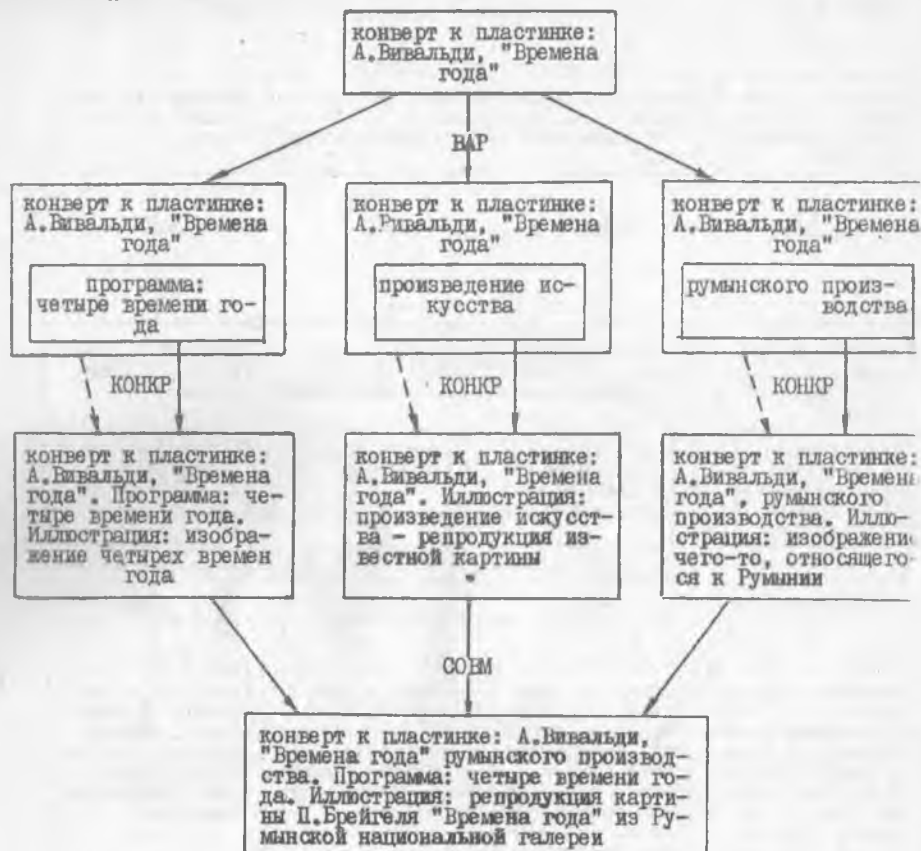 конверт к пластинке:
А.Вивальди, "Времена
года"
ВАР
конверт к пластинке:
А.Вивальди, "Времена
года"
программа:
четыре времени го-
да
конверт к пластинке:
А.Вивальди, "Времена
года"
произведение ис-
кусства
конверт к пластинке:
А.Вивальди, "Времена
года"
румынского произ-
водства
КОНКР
КОНКР
КОНКР
конверт к пластинке:
А.Вивальди, "Времена
года". Программа: че-
тыре времени года.
Иллюстрация: изобра-
жение четырех времен
года
конверт к пластинке:
А.Вивальди, "Времена
года". Иллюстрация:
произведение искусст-
ва - репродукция из-
вестной картины
конверт к пластинке:
А.Вивальди, "Времени
года", румынского
производства. Иллю-
страция: изображени
чего-то, относящего
ся к Румынии
СОВМ
конверт к пластинке: А.Вивальди,
"Времена года" румынского производ-
ства. Программа: четыре времени го-
да. Иллюстрация: репродукция карти-
ны П.Брейгеля "Времена года" из Ру-
мынской национальной галереи